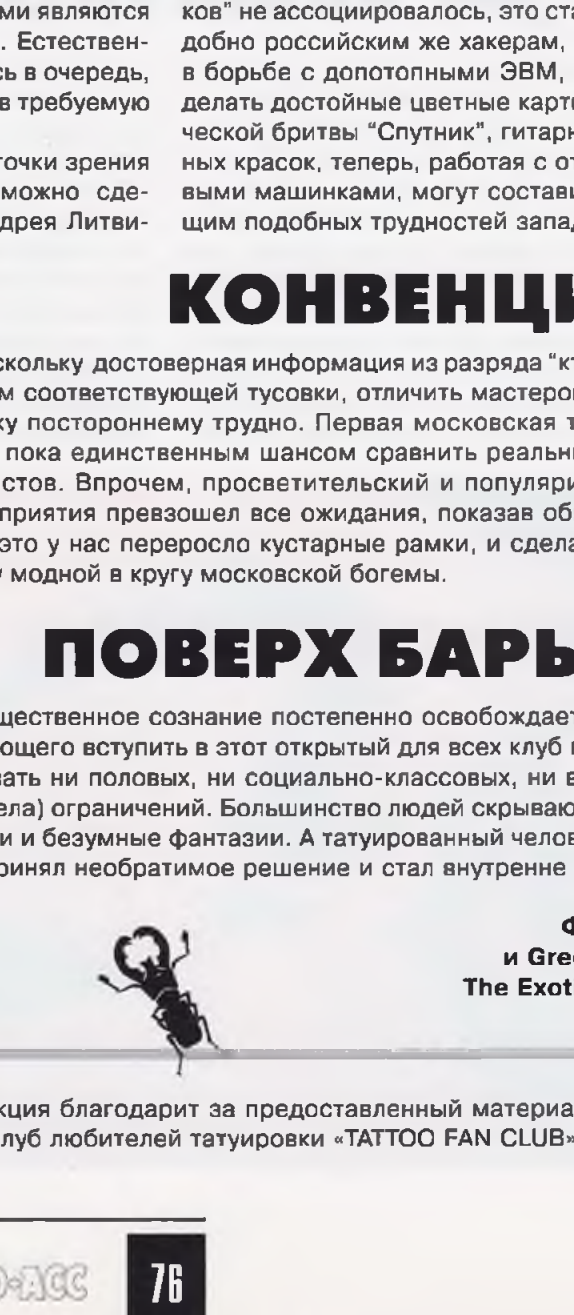 ми являются
. Естествен-
сь в очередь,
в требуемую
точки зрения
можно сде-
дрея Литви-
ков" не ассоциировалось, это ста
добно российским же хакерам,
в борьбе с допотопными ЭВМ,
делать достойные цветные карт
ческой бритвы "Спутник", гитарн
ных красок, теперь, работая с от
выми машинками, могут состави
щим подобных трудностей запад
КОНВЕНЦИ
скольку достоверная информация из разряда "кт
м соответствующей тусовки, отличить мастеро
ку постороннему трудно. Первая московская т
пока единственным шансом сравнить реальн
стов. Впрочем, просветительский и популяри
приятия превзошел все ожидания, показав об
это у нас переросло кустарные рамки, и сдела
у модной в кругу московской богемы.
ПОВЕРХ БАРЬ
щественное сознание постепенно освобождает
ющего вступить в этот открытый для всех клуб
вать ни половых, ни социально-классовых, ни в
ела) ограничений. Большинство людей скрываю
и и безумные фантазии. А татуированный челов
ринял необратимое решение и стал внутренне
Ф
и Gree
The Exot
кция благодарит за предоставленный материа
луб любителей татуировки «TATTOO FAN CLUB»
О-АСС
76